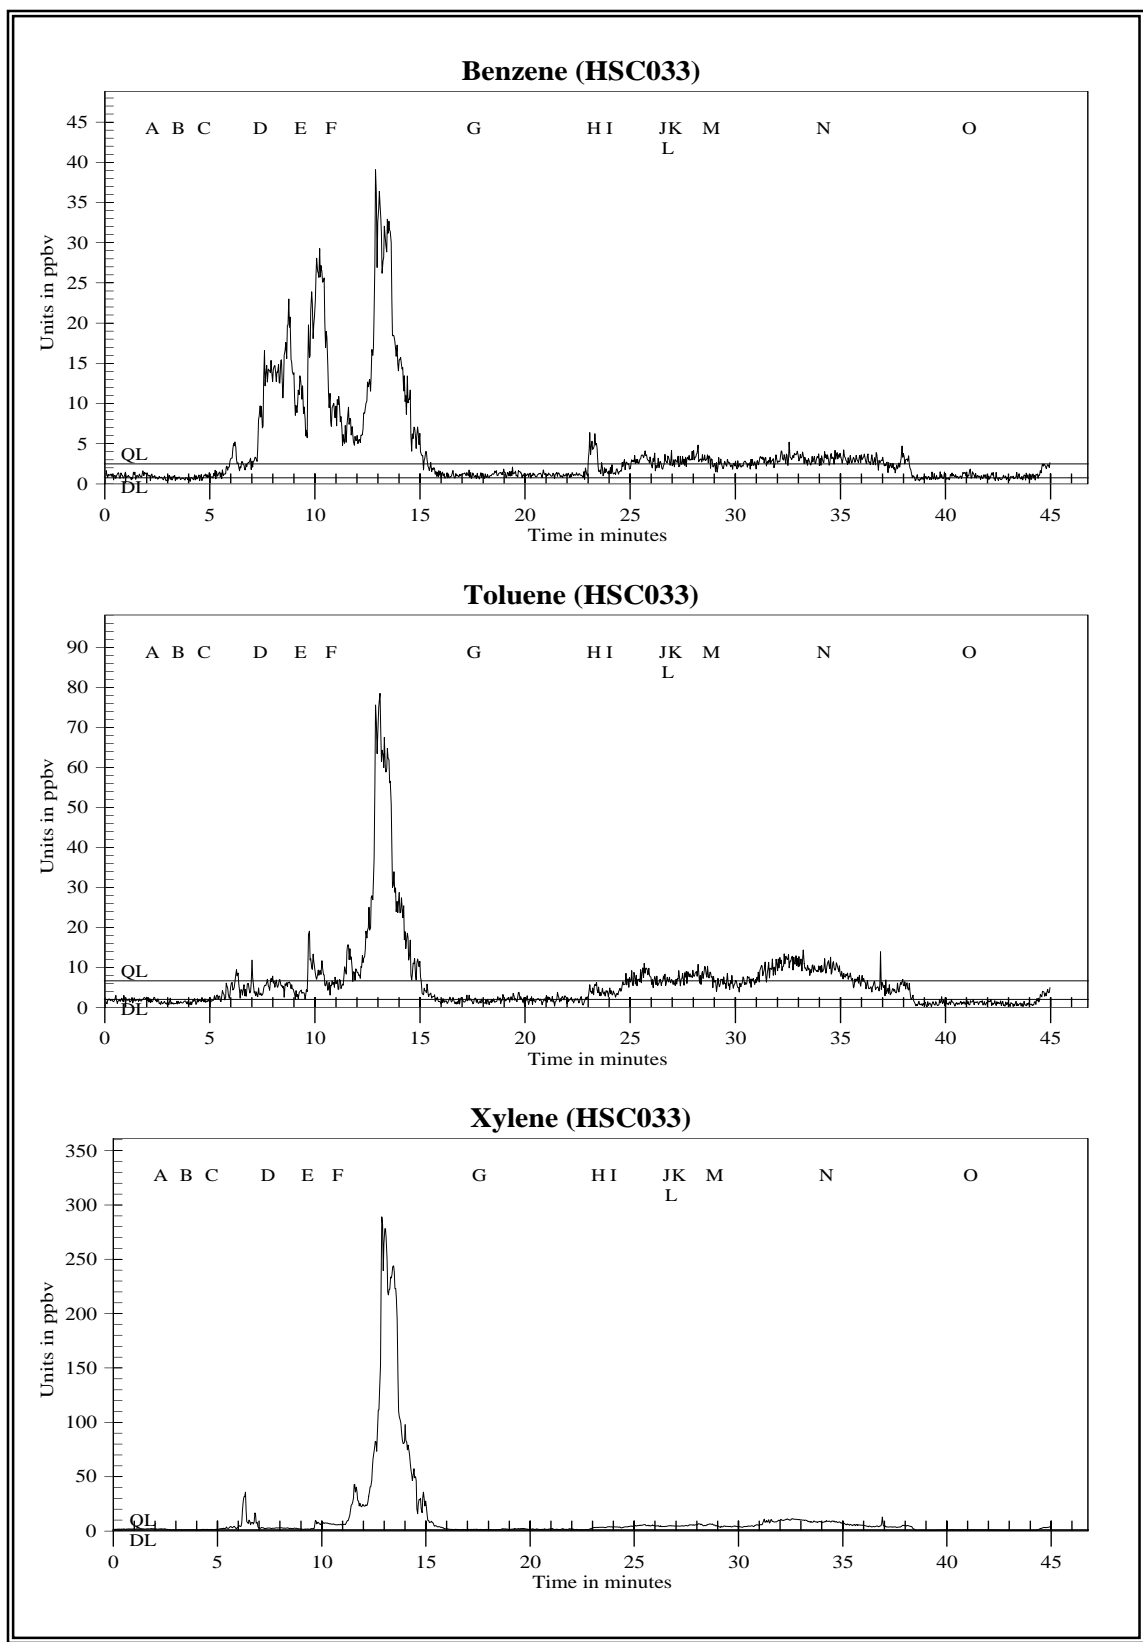 Benzene (HSC033)
45
A B C D E F G H I J K M N O
L
40
35
30
25
20
15
10
5
0
Units in ppbv
QL
DL
0 5 10 15 20 25 30 35 40 45
Time in minutes
Toluene (HSC033)
90
A B C D E F G H I J K M N O
L
80
70
60
50
40
30
20
10
0
Units in ppbv
QL
DL
0 5 10 15 20 25 30 35 40 45
Time in minutes
Xylene (HSC033)
350
A B C D E F G H I J K M N O
L
300
250
200
150
100
50
0
Units in ppbv
QL
DL
0 5 10 15 20 25 30 35 40 45
Time in minutes